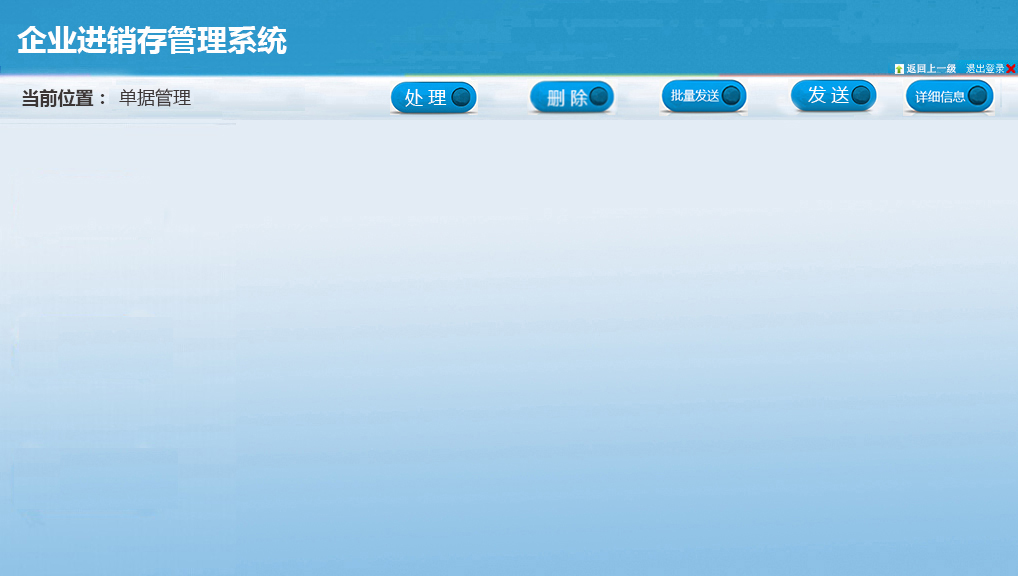 企业进销存管理系统
返回上一级 退出登录
当前位置： 单据管理 处理 删除 批量发送 发送 详细信息